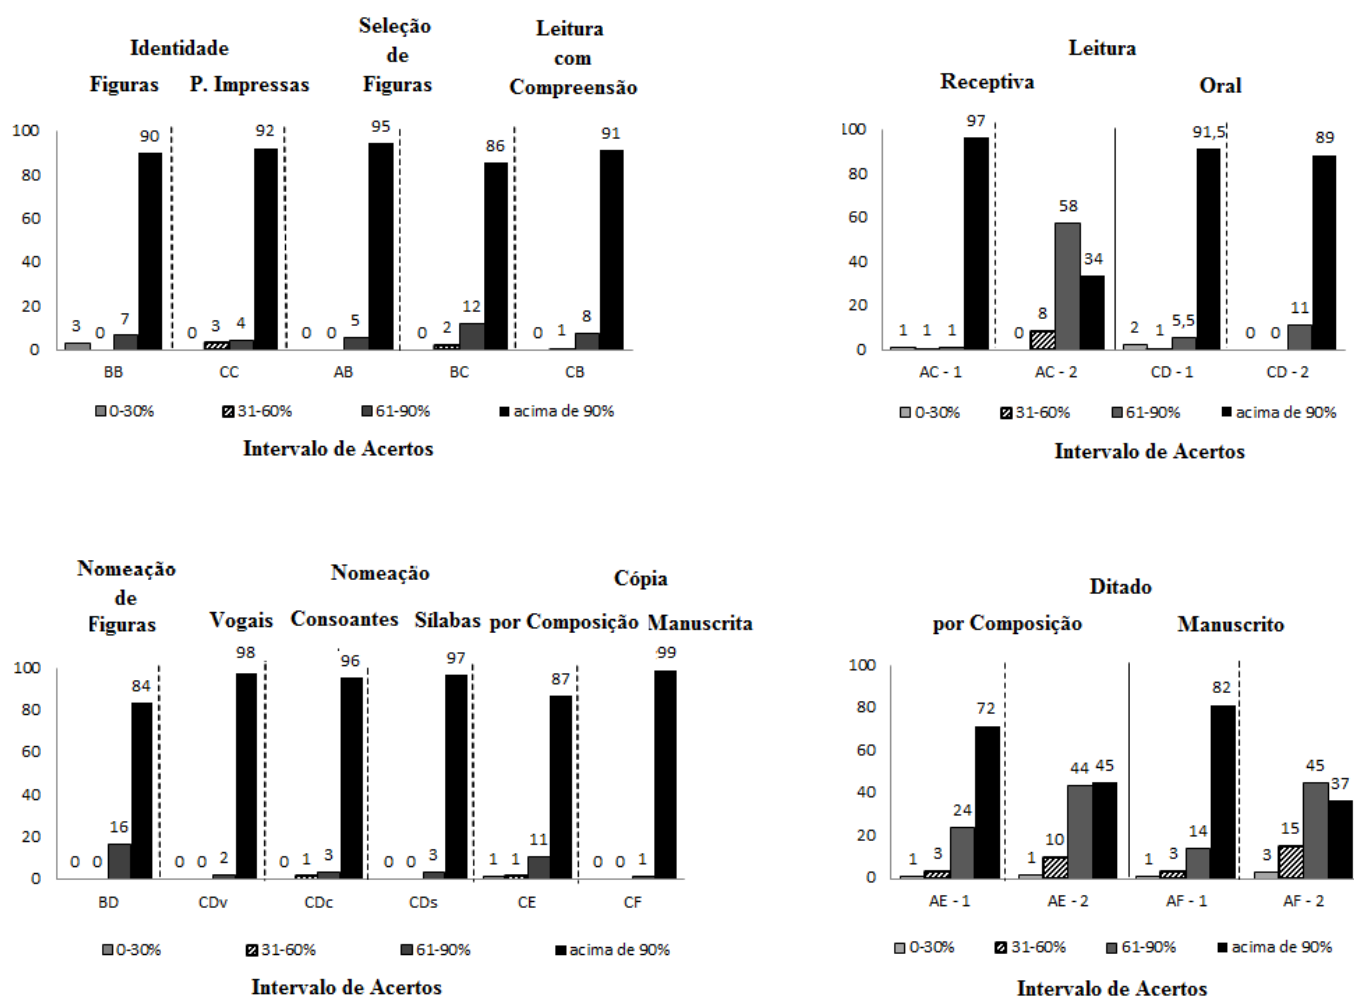 Identidade
Seleção
de
Figuras
Leitura
com
Compreensão
Figuras
P. Impressas
100
80
60
40
20
0
3 0 7 90
0 3 4 92
0 0 5 95
0 2 12 86
0 1 8 91
BB CC AB BC CB
0-30% 31-60% 61-90% acima de 90%
Intervalo de Acertos
Leitura
Receptiva Oral
100
80
60
40
20
0
1 1 1 97
0 8 58 34
2 1 5,5 91,5
0 0 11 89
AC - 1 AC - 2 CD - 1 CD - 2
0-30% 31-60% 61-90% acima de 90%
Intervalo de Acertos
Nomeação
de
Figuras
Nomeação
Cópia
Vogais Consoantes Sílabas por Composição Manuscrita
100
80
60
40
20
0
0 0 16 84
0 0 2 98
0 1 3 96
0 0 3 97
1 1 11 87
0 0 1 99
BD CDv CDc CDs CE CF
0-30% 31-60% 61-90% acima de 90%
Intervalo de Acertos
Ditado
por Composição Manuscrito
100
80
60
40
20
0
1 3 24 72
1 10 44 45
1 3 14 82
3 15 45 37
AE - 1 AE - 2 AF - 1 AF - 2
0-30% 31-60% 61-90% acima de 90%
Intervalo de Acertos